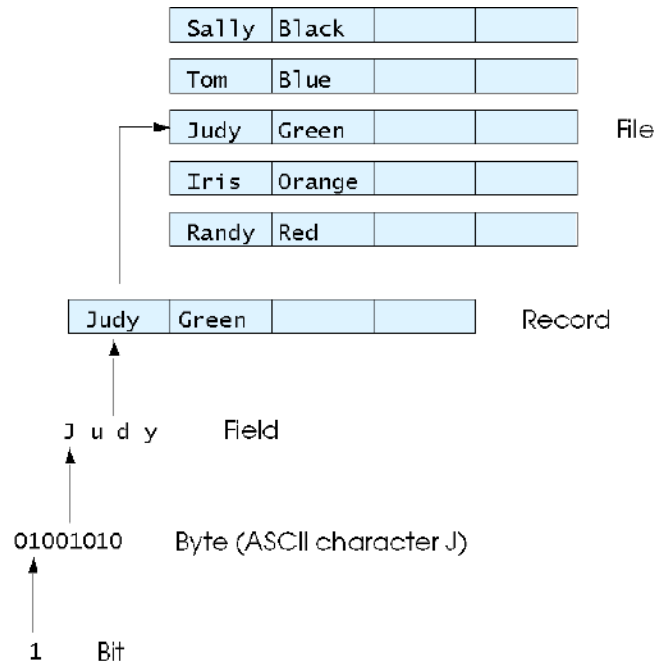 Sally Black
Tom Blue
Judy Green File
Iris Orange
Randy Red
Judy Green Record
J u d y Field
01001010 Byte (ASCII character J)
1 Bit